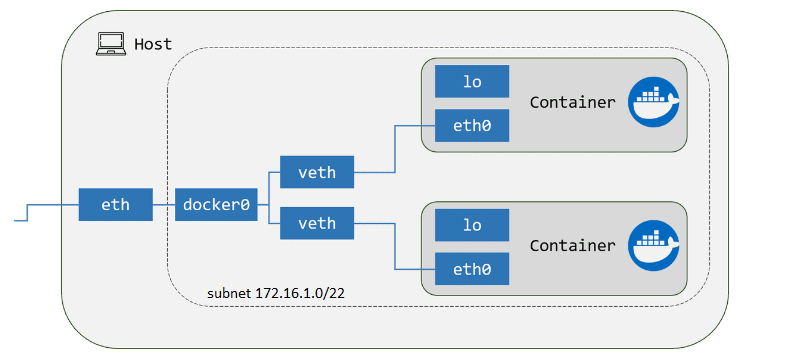 Host
lo
Container
eth0
veth
eth
docker0
veth
lo
Container
eth0
subnet 172.16.1.0/22